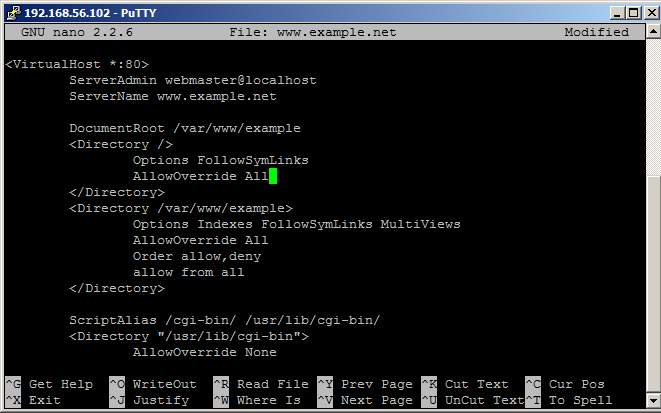 192.168.56.102 - PuTTY
GNU nano 2.2.6 File: www.example.net Modified
<VirtualHost *:80>
ServerAdmin webmaster@localhost
ServerName www.example.net
DocumentRoot /var/www/example
<Directory />
Options FollowSymLinks
AllowOverride All
</Directory>
<Directory /var/www/example>
Options Indexes FollowSymLinks MultiViews
AllowOverride All
Order allow,deny
allow from all
</Directory>
ScriptAlias /cgi-bin/ /usr/lib/cgi-bin/
<Directory "/usr/lib/cgi-bin">
AllowOverride None
^G Get Help ^O WriteOut ^R Read File ^Y Prev Page ^K Cut Text ^C Cur Pos
^X Exit ^J Justify ^W Where Is ^V Next Page ^U UnCut Text ^T To Spell